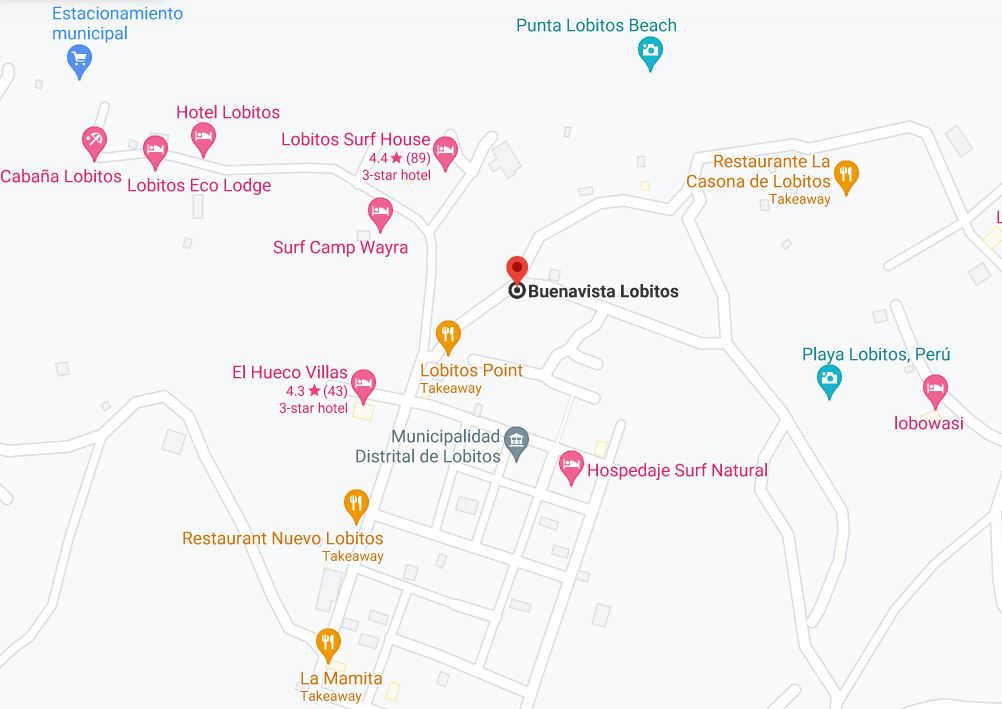 Estacionamiento
municipal
Punta Lobitos Beach
Hotel Lobitos
Lobitos Surf House
4.4★ (89)
3-star hotel
Cabaña Lobitos
Lobitos Eco Lodge
Restaurante La
Casona de Lobitos
Takeaway
L
Surf Camp Wayra
Buenavista Lobitos
Lobitos Point
Takeaway
Playa Lobitos, Perú
El Hueco Villas
4.3★(43)
3-star hotel
lobowasi
Municipalidad
Distrital de Lobitos
Hospedaje Surf Natural
Restaurant Nuevo Lobitos
Takeaway
La Mamita
Takeaway